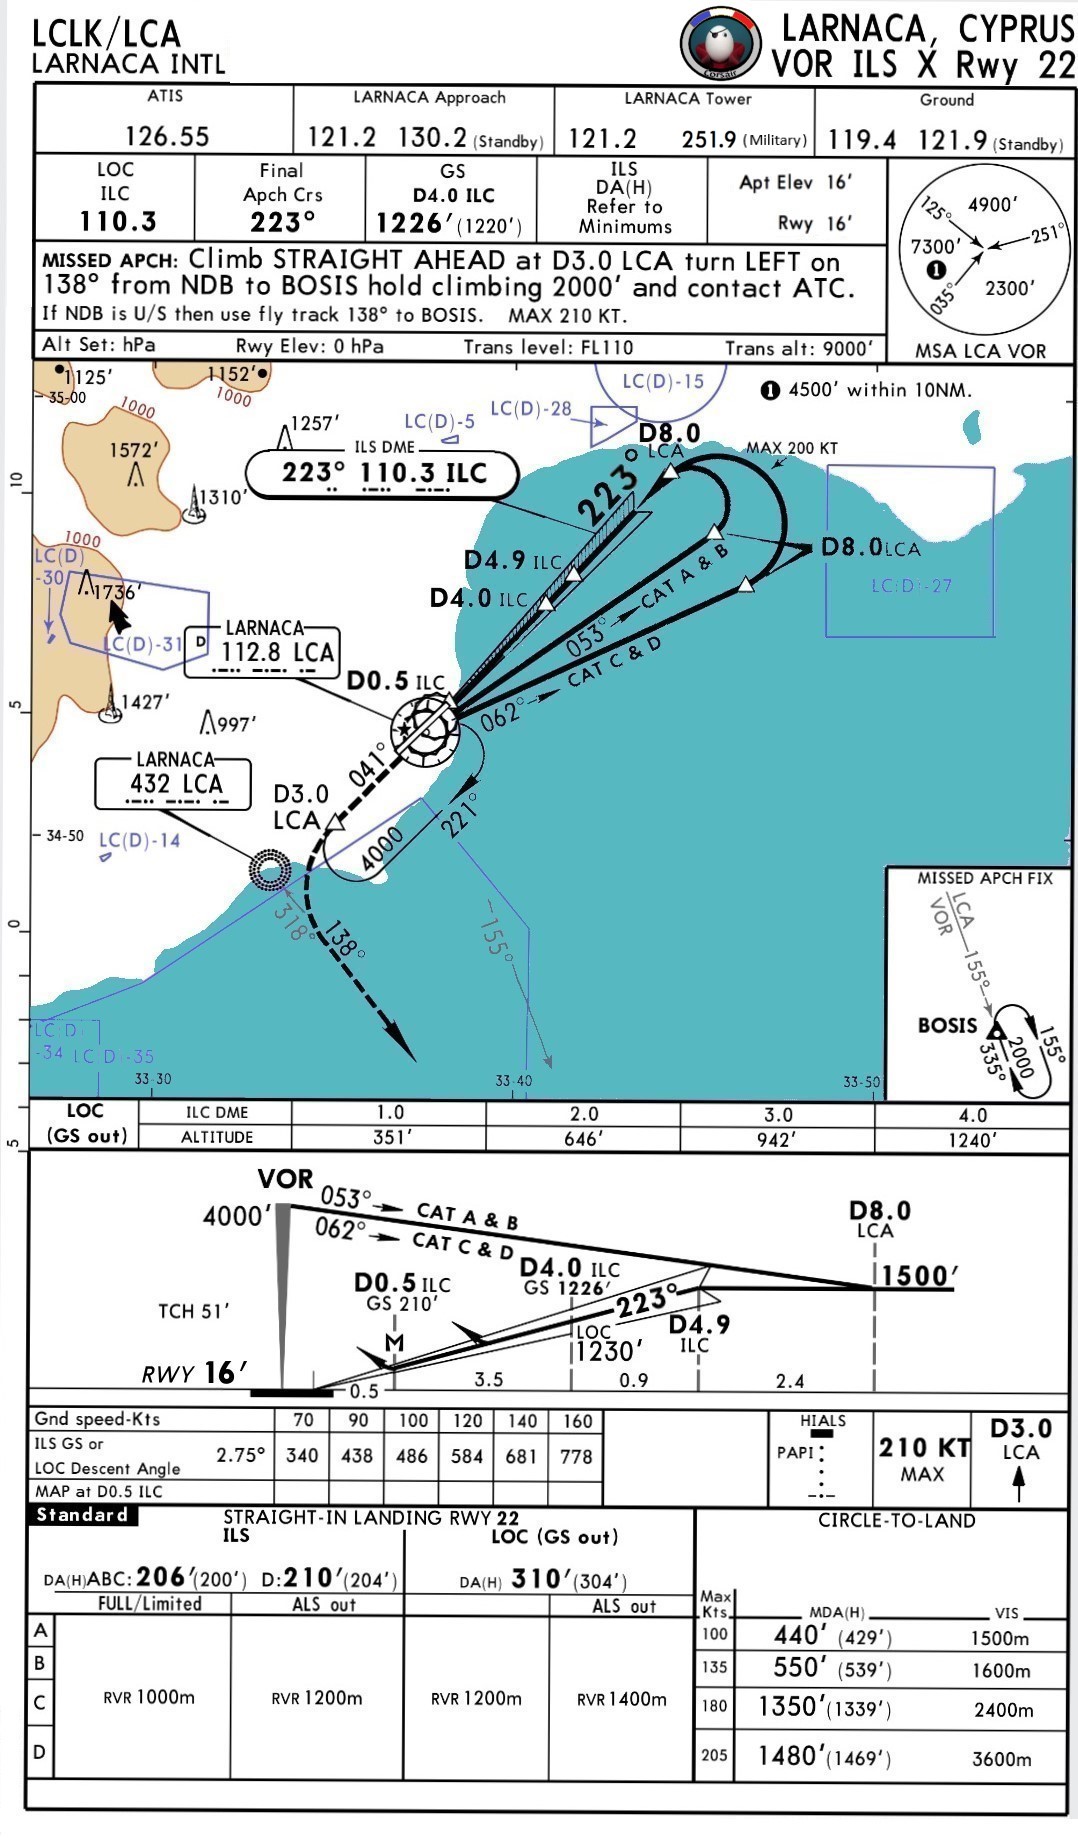 LCLK/LCA
LARNACA INTL
Corsair
LARNACA, CYPRUS
VOR ILS X Rwy 22
ATIS
126.55
LARNACA Approach
121.2 130.2 (Standby)
LARNACA Tower
121.2 251.9 (Military)
Ground
119.4 121.9 (Standby)
LOC
ILC
110.3
Final
Apch Crs
223°
GS
D4.0 ILC
1226′ (1220′)
ILS
DA(H)
Refer to
Minimums
Apt Elev 16′
Rwy 16′
125°
4900′
251°
7300′
1
035°
2300′
MSA LCA VOR
MISSED APCH: Climb STRAIGHT AHEAD at D3.0 LCA turn LEFT on
138° from NDB to BOSIS hold climbing 2000′ and contact ATC.
If NDB is U/S then use fly track 138° to BOSIS. MAX 210 KT.
Alt Set: hPa Rwy Elev: 0 hPa Trans level: FL110 Trans alt: 9000′
1125′
1152′
1000
35-00
1000
LC(D)-15
1 4500′ within 10NM.
LC(D)-28
LC(D)-5
1257′
1572′
D8.0
LCA
MAX 200 KT
ILS DME
223° 110.3 ILC
223°
10
1310′
1000
LC(D)
-30
1736′
LC(D)-31
D4.9 ILC
D4.0 ILC
D8.0 LCA
LC(D)-27
053° CAT A & B
062° CAT C & D
LARNACA
D 112.8 LCA
D0.5 ILC
5
1427′
997′
LARNACA
432 LCA
041°
D3.0
LCA
4000
221°
34-50
LC(D)-14
0
318°
138°
155°
LC(D)
-34 LC(D)-35
33-30
33-40
33-50
MISSED APCH FIX
LCA
VOR
155°
BOSIS
335°
2000
155°
5
LOC
(GS out)
ILC DME 1.0 2.0 3.0 4.0
ALTITUDE 351′ 646′ 942′ 1240′
VOR
4000′
053° CAT A & B
062° CAT C & D
D8.0
LCA
1500′
D4.0 ILC
GS 1226′
D0.5 ILC
GS 210′
223°
TCH 51′
M
LOC
1230′
D4.9
ILC
RWY 16′
0.5 3.5 0.9 2.4
Gnd speed-Kts 70 90 100 120 140 160
ILS GS or
LOC Descent Angle 2.75° 340 438 486 584 681 778
MAP at D0.5 ILC
HIALS
PAPI
210 KT
MAX
D3.0
LCA
Standard
STRAIGHT-IN LANDING RWY 22
ILS
LOC (GS out)
DA(H) ABC: 206′(200′) D:210′(204′)
DA(H) 310′(304′)
FULL/Limited
ALS out
ALS out
A
B
C
D
RVR 1000m
RVR 1200m
RVR 1200m
RVR 1400m
CIRCLE-TO-LAND
Max
Kts
MDA(H)
VIS
100 440′ (429′) 1500m
135 550′ (539′) 1600m
180 1350′(1339′) 2400m
205 1480′(1469′) 3600m